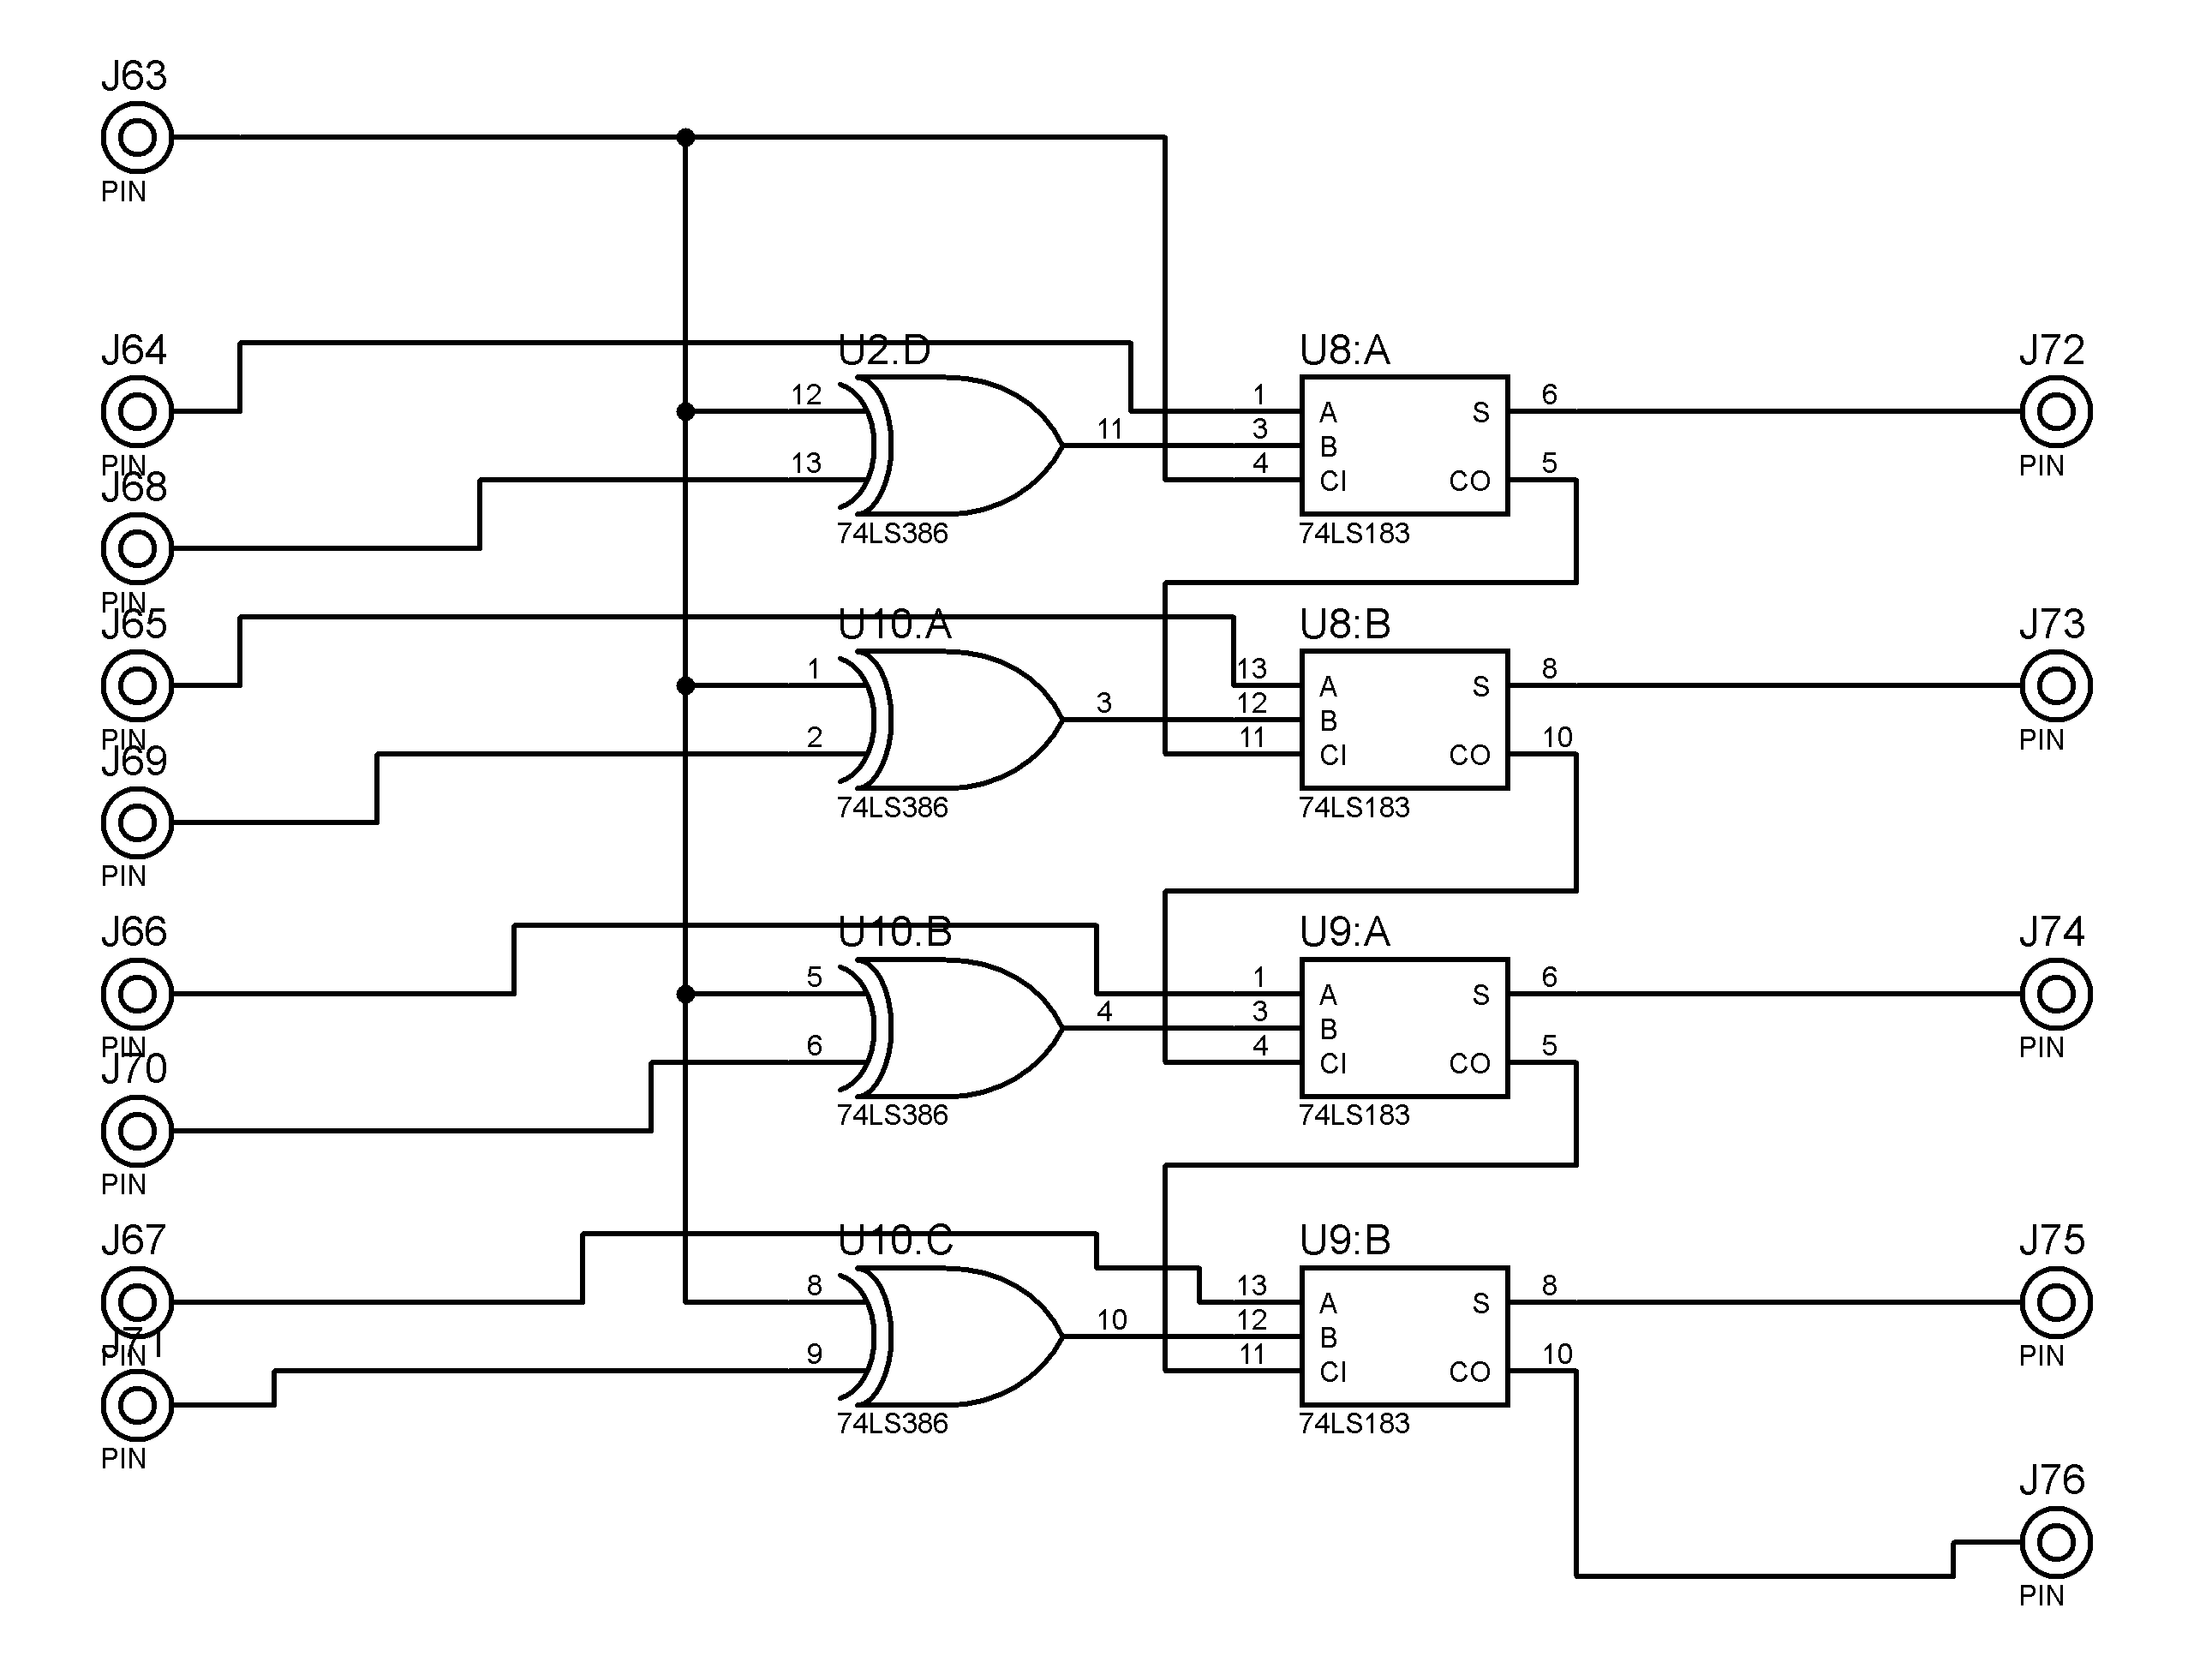 J63
PIN
J64
PIN
J68
PIN
J65
PIN
J69
PIN
J66
PIN
J70
PIN
J67
PIN
J71
PIN
U2:D
12
13
11
74LS386
U10:A
1
2
3
74LS386
U10:B
5
6
4
74LS386
U10:C
8
9
10
74LS386
U8:A
1 A S 6
3 B
4 CI CO 5
74LS183
U8:B
13 A S 8
12 B
11 CI CO 10
74LS183
U9:A
1 A S 6
3 B
4 CI CO 5
74LS183
U9:B
13 A S 8
12 B
11 CI CO 10
74LS183
J72
PIN
J73
PIN
J74
PIN
J75
PIN
J76
PIN